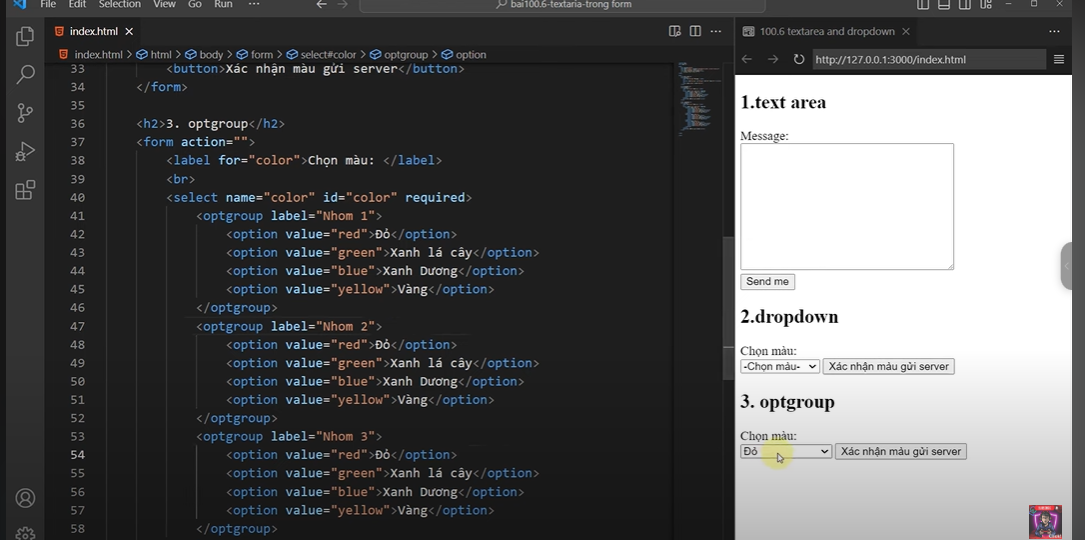 Edit Selection View Go Run ···
bai100.6-textaria-trong form
index.html
index.html > html > body > form > select#color > optgroup > option
33 <button>Xác nhận màu gửi server</button>
34 </form>
35
36 <h2>3. optgroup</h2>
37 <form action="">
38 <label for="color">Chọn màu: </label>
39 <br>
40 <select name="color" id="color" required>
41 <optgroup label="Nhom 1">
42 <option value="red">Đỏ</option>
43 <option value="green">Xanh lá cây</option>
44 <option value="blue">Xanh Dương</option>
45 <option value="yellow">Vàng</option>
46 </optgroup>
47 <optgroup label="Nhom 2">
48 <option value="red">Đỏ</option>
49 <option value="green">Xanh lá cây</option>
50 <option value="blue">Xanh Dương</option>
51 <option value="yellow">Vàng</option>
52 </optgroup>
53 <optgroup label="Nhom 3">
54 <option value="red">Đỏ</option>
55 <option value="green">Xanh lá cây</option>
56 <option value="blue">Xanh Dương</option>
57 <option value="yellow">Vàng</option>
58 </optgroup>
100.6 textarea and dropdown
http://127.0.0.1:3000/index.html
1.text area
Message:
Send me
2.dropdown
Chọn màu:
-Chọn màu- Xác nhận màu gửi server
3. optgroup
Chọn màu:
Đỏ Xác nhận màu gửi server